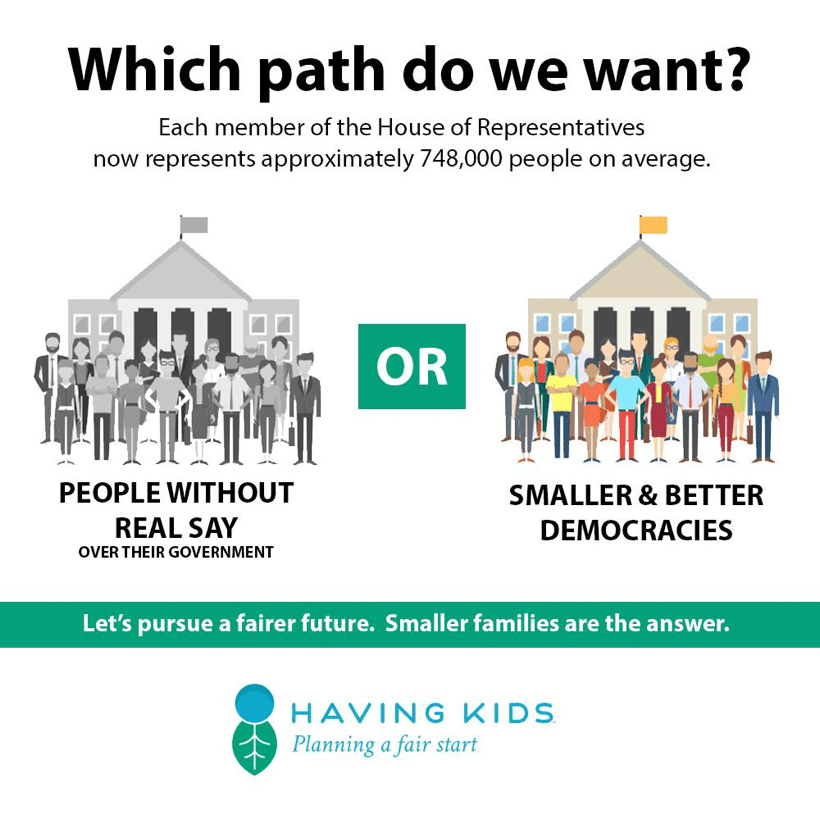 Which path do we want?
Each member of the House of Representatives
now represents approximately 748,000 people on average.
OR
PEOPLE WITHOUT
REAL SAY
OVER THEIR GOVERNMENT
SMALLER & BETTER
DEMOCRACIES
Let's pursue a fairer future.  Smaller families are the answer.
HAVING KIDS
Planning a fair start